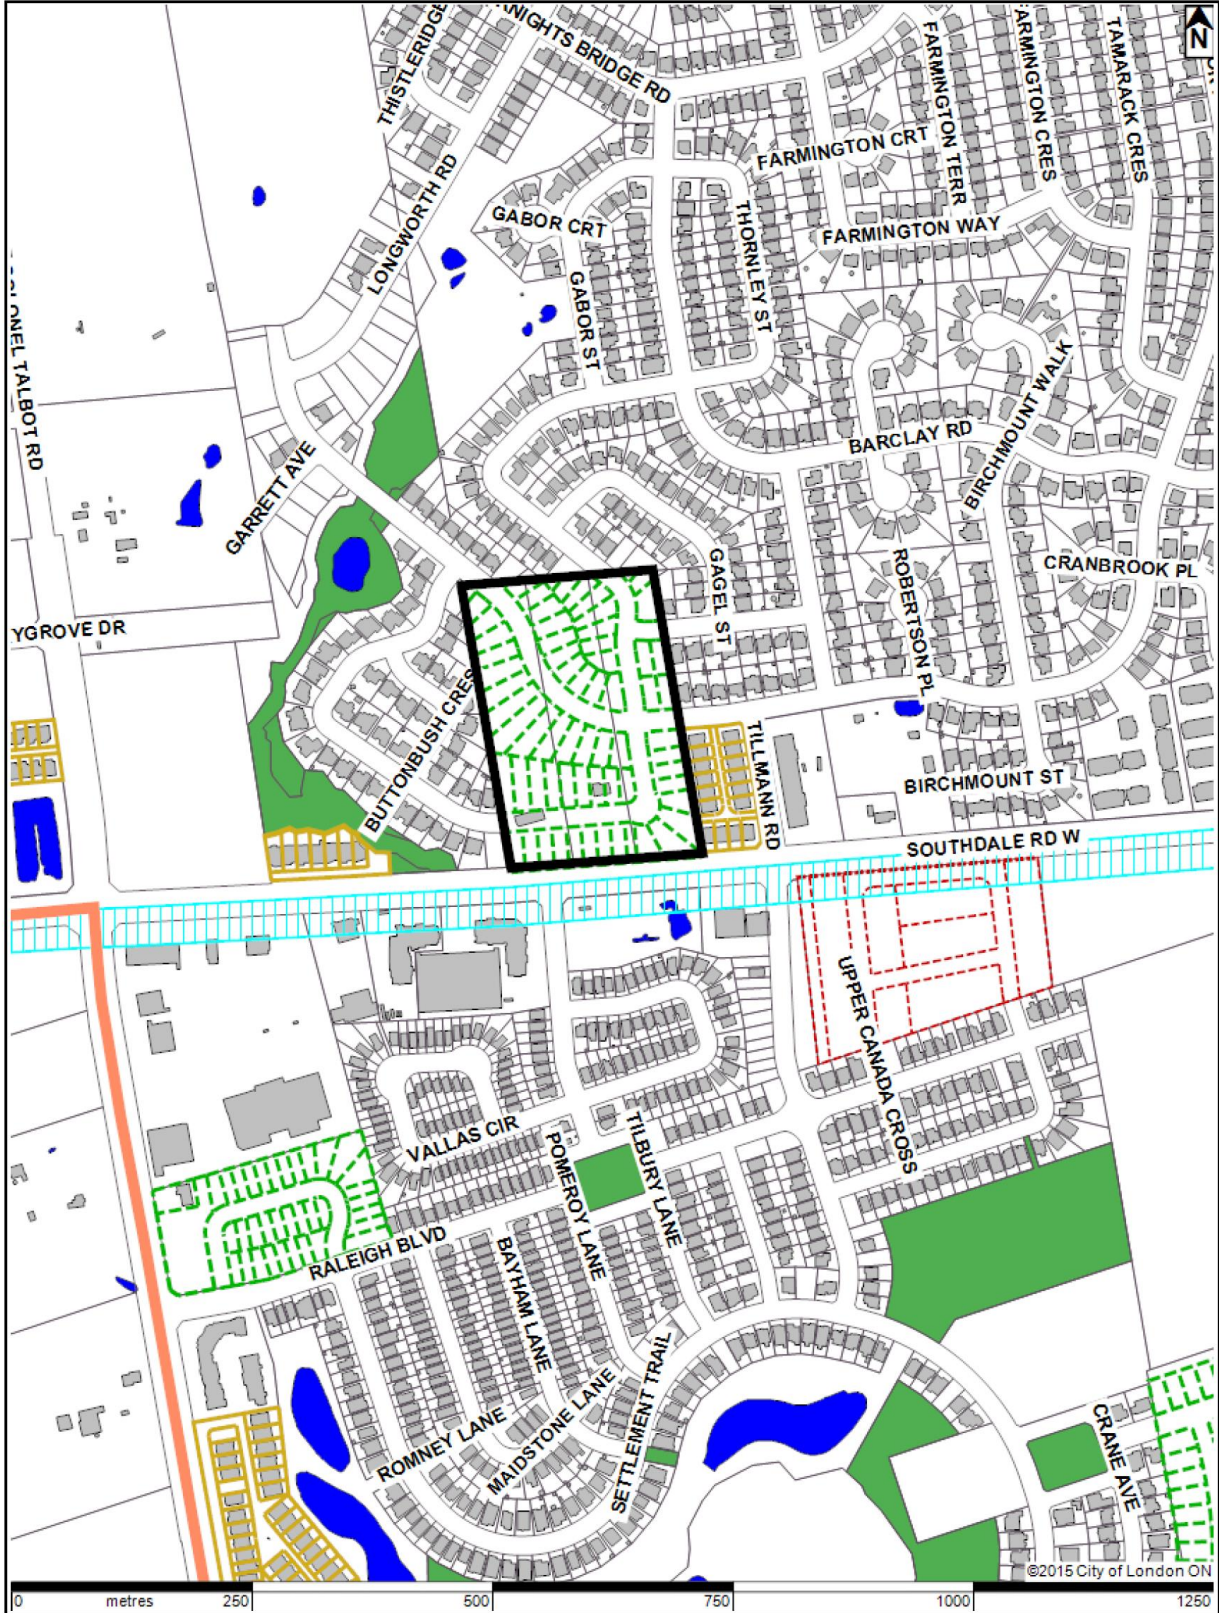 N
THISTLERIDGE
KNIGHTS BRIDGE RD
FARMINGTON TERR
FARMINGTON CRES
TAMARACK CRES
FARMINGTON CRT
LONGWORTH RD
GABOR CRT
THORNLEY ST
FARMINGTON WAY
GABOR ST
COLONEL TALBOT RD
BIRCHMOUNT WALK
BARCLAY RD
GARRETT AVE
GAGEL ST
ROBERTSON PL
CRANBROOK PL
YGROVE DR
BUTTONBUSH CRES
TILLMANN RD
BIRCHMOUNT ST
SOUTHDALE RD W
UPPER CANADA CROSS
VALLAS CIR
POMEROY LANE
TILBURY LANE
RALEIGH BLVD
BAYHAM LANE
ROMNEY LANE
MAIDSTONE LANE
SETTLEMENT TRAIL
CRANE AVE
©2015 City of London ON
0 metres 250 500 750 1000 1250